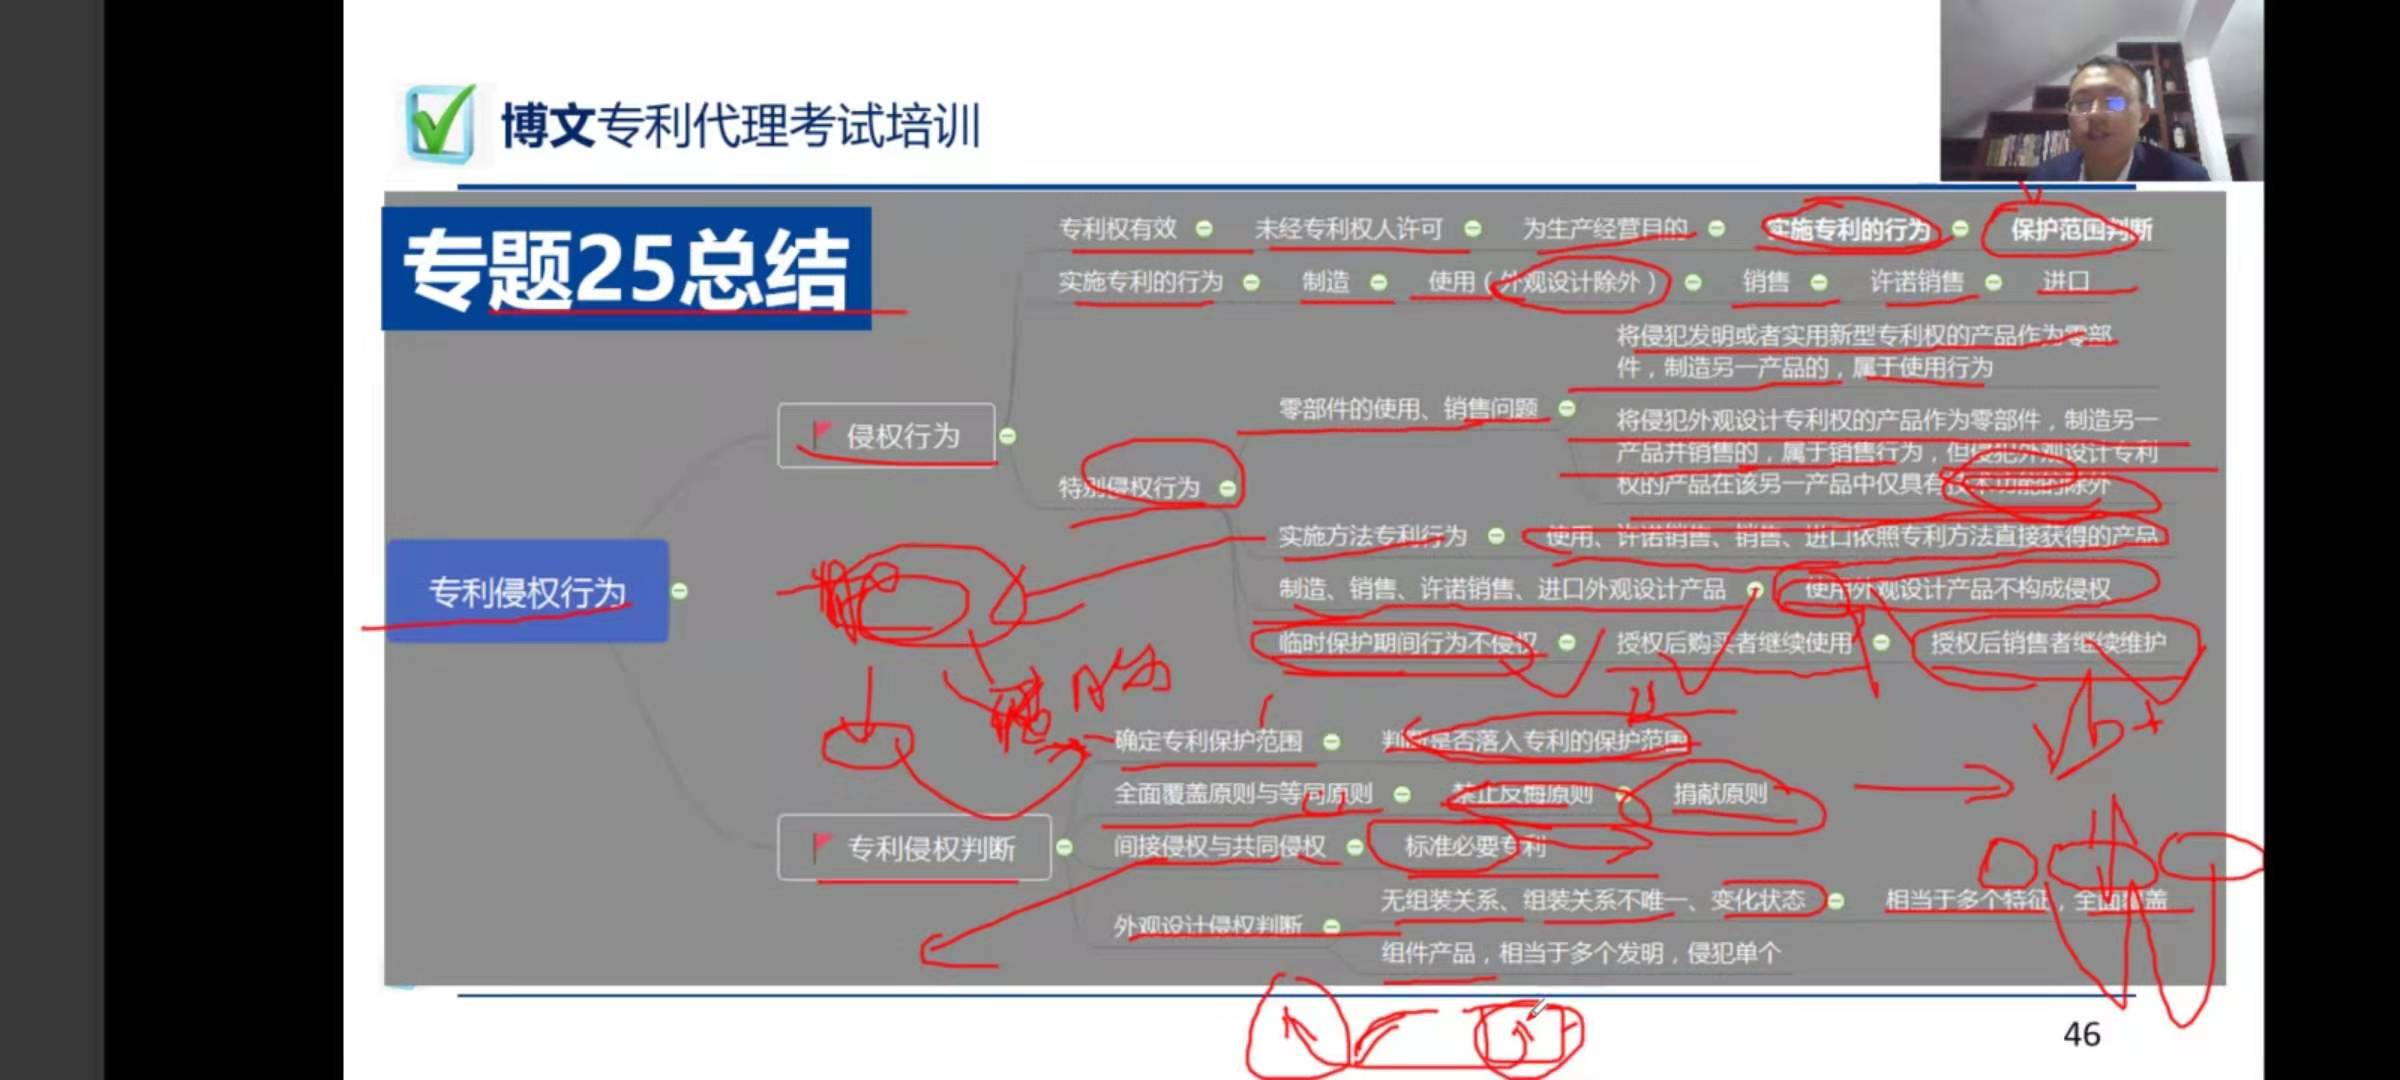 博文专利代理考试培训
专题25总结
专利权有效 未经专利权人许可 为生产经营目的 实施专利的行为 保护范围判断
实施专利的行为 制造 使用（外观设计除外） 销售 许诺销售 进口
将侵犯发明或者实用新型专利权的产品作为零部
件，制造另一产品的，属于使用行为
零部件的使用、销售问题
将侵犯外观设计专利权的产品作为零部件，制造另一
产品并销售的，属于销售行为，但侵犯外观设计专利
权的产品在该另一产品中仅具有技术功能的除外
侵权行为
特别侵权行为
实施方法专利行为 使用、许诺销售、销售、进口依照专利方法直接获得的产品
制造、销售、许诺销售、进口外观设计产品 使用外观设计产品不构成侵权
临时保护期间行为不侵权 授权后购买者继续使用 授权后销售者继续维护
专利侵权行为
确定专利保护范围 判断是否落入专利的保护范围
全面覆盖原则与等同原则 禁止反悔原则 捐献原则
专利侵权判断
间接侵权与共同侵权 标准必要专利
无组装关系、组装关系不唯一、变化状态 相当于多个特征，全面覆盖
外观设计侵权判断
组件产品，相当于多个发明，侵犯单个
46